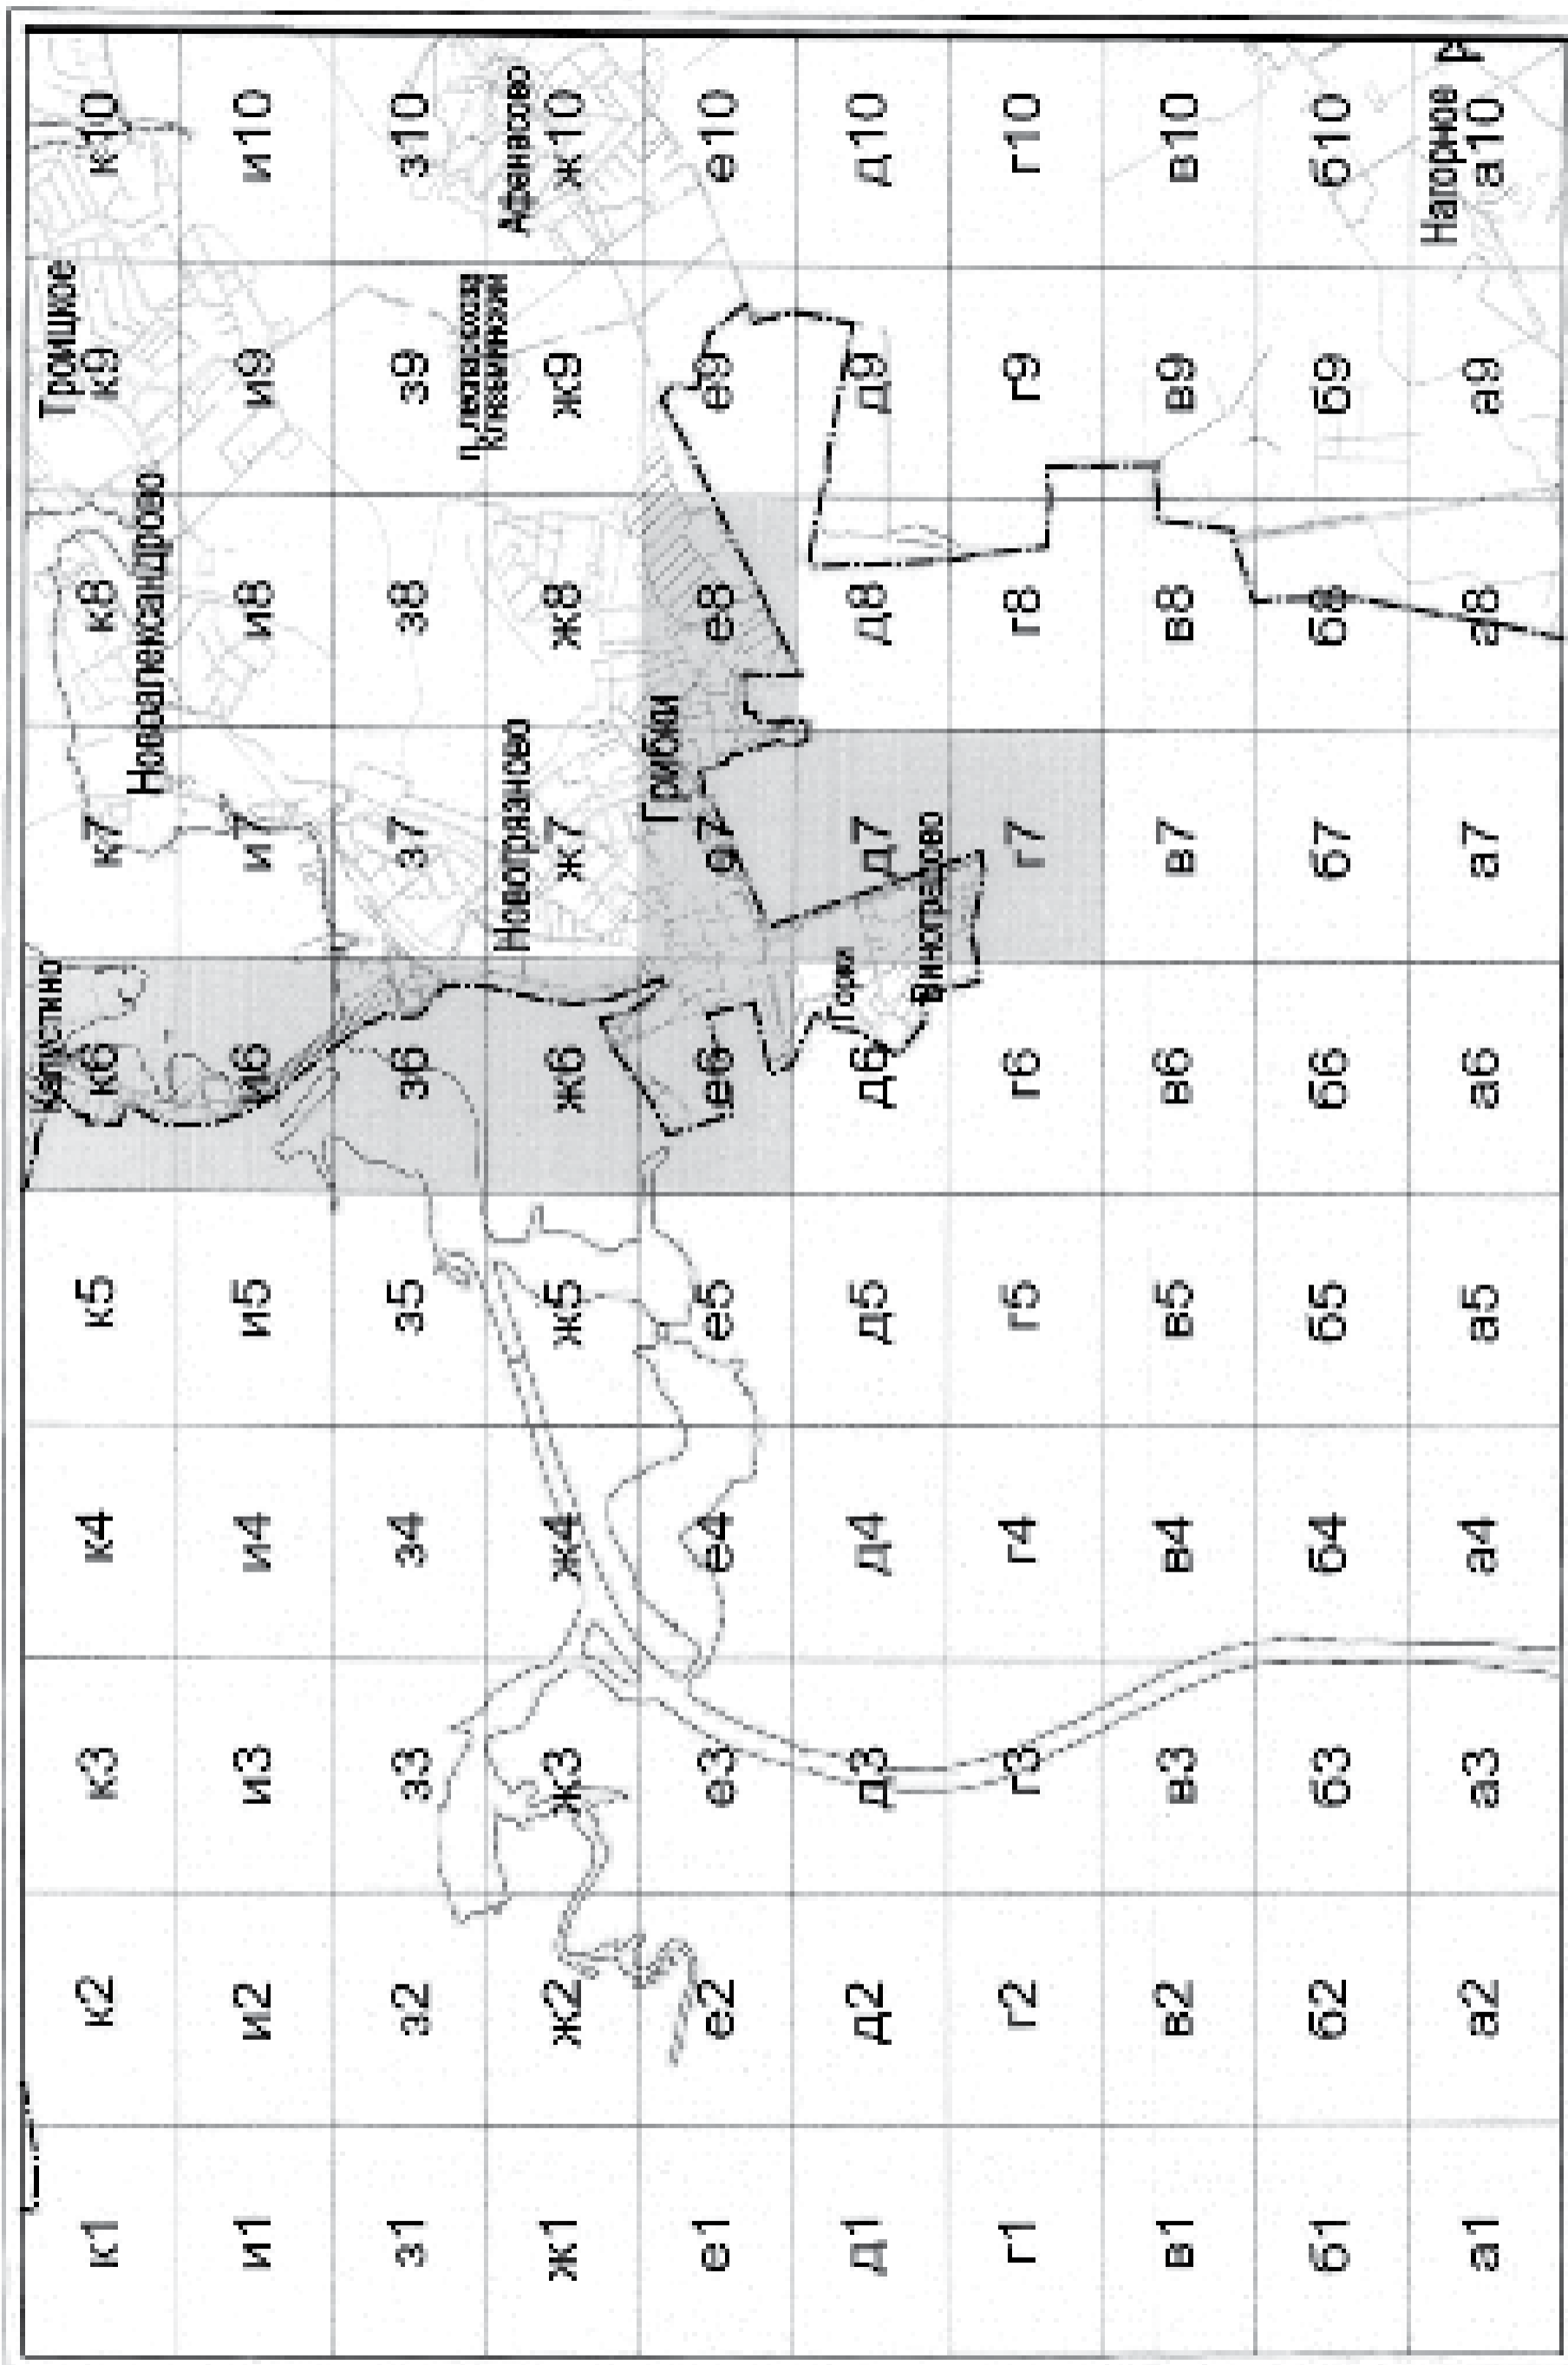 Троицкое
Новоалександрово
Капустино
Афанасово
Новогрязново
Грибки
Горки
Виноградово
Нагорное
к1 к2 к3 к4 к5 к6 к7 к8 к9 к10
и1 и2 и3 и4 и5 и6 и7 и8 и9 и10
з1 з2 з3 з4 з5 з6 з7 з8 з9 з10
ж1 ж2 ж3 ж4 ж5 ж6 ж7 ж8 ж9 ж10
е1 е2 е3 е4 е5 е6 е7 е8 е9 е10
д1 д2 д3 д4 д5 д6 д7 д8 д9 д10
г1 г2 г3 г4 г5 г6 г7 г8 г9 г10
в1 в2 в3 в4 в5 в6 в7 в8 в9 в10
б1 б2 б3 б4 б5 б6 б7 б8 б9 б10
а1 а2 а3 а4 а5 а6 а7 а8 а9 а10